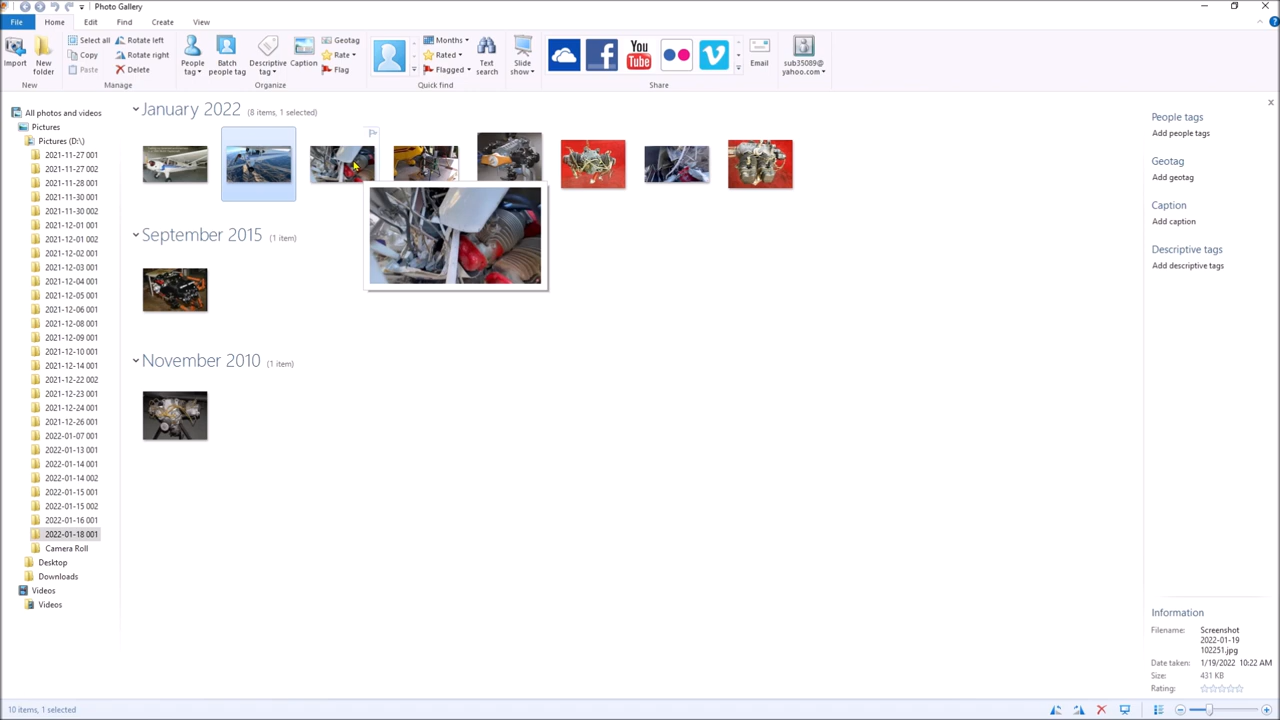 Photo Gallery
File
Home
Edit
Find
Create
View
Import
New folder
Select all
Copy
Paste
Rotate left
Rotate right
Delete
New
Manage
People tag
Batch people tag
Descriptive tag
Caption
Geotag
Rate
Flag
Organize
Months
Rated
Flagged
Text search
Quick find
Slide show
You Tube
Share
Email
sub35089@
yahoo.com
All photos and videos
Pictures
Pictures (D:\)
2021-11-27 001
2021-11-27 002
2021-11-28 001
2021-11-30 001
2021-11-30 002
2021-12-01 001
2021-12-01 002
2021-12-02 001
2021-12-03 001
2021-12-04 001
2021-12-05 001
2021-12-06 001
2021-12-08 001
2021-12-09 001
2021-12-10 001
2021-12-14 001
2021-12-22 002
2021-12-23 001
2021-12-24 001
2021-12-26 001
2022-01-07 001
2022-01-13 001
2022-01-14 001
2022-01-14 002
2022-01-15 001
2022-01-15 002
2022-01-16 001
2022-01-18 001
Camera Roll
Desktop
Downloads
Videos
Videos
January 2022 (8 items, 1 selected)
September 2015 (1 item)
November 2010 (1 item)
People tags
Add people tags
Geotag
Add geotag
Caption
Add caption
Descriptive tags
Add descriptive tags
Information
Filename: Screenshot
2022-01-19
102251.jpg
Date taken: 1/19/2022 10:22 AM
Size: 431 KB
Rating:
10 items, 1 selected